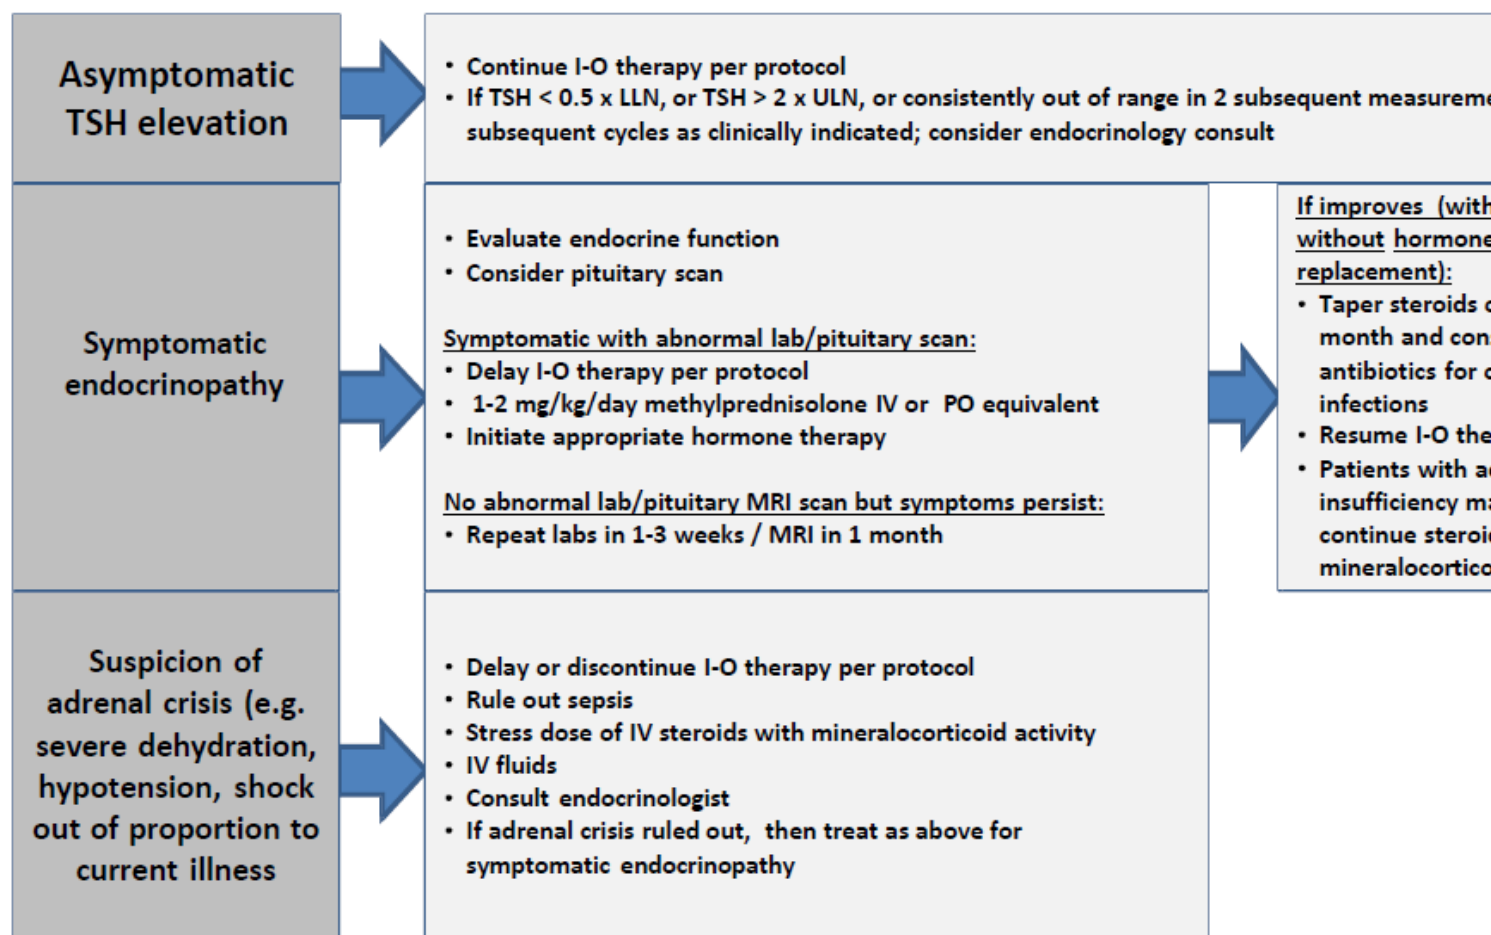 Asymptomatic
TSH elevation
• Continue I-O therapy per protocol
• If TSH < 0.5 x LLN, or TSH > 2 x ULN, or consistently out of range in 2 subsequent
subsequent cycles as clinically indicated; consider endocrinology consult
Symptomatic
endocrinopathy
• Evaluate endocrine function
• Consider pituitary scan
Symptomatic with abnormal lab/pituitary scan:
• Delay I-O therapy per protocol
• 1-2 mg/kg/day methylprednisolone IV or PO equivalent
• Initiate appropriate hormone therapy
No abnormal lab/pituitary MRI scan but symptoms persist:
• Repeat labs in 1-3 weeks / MRI in 1 month
If improves (with
without hormone
replacement):
• Taper steroids
month and
antibiotics for
infections
• Resume I-O
• Patients with
insufficiency
continue
Suspicion of
adrenal crisis (e.g.
severe dehydration,
hypotension, shock
out of proportion to
current illness
• Delay or discontinue I-O therapy per protocol
• Rule out sepsis
• Stress dose of IV steroids with mineralocorticoid activity
• IV fluids
• Consult endocrinologist
• If adrenal crisis ruled out, then treat as above for
symptomatic endocrinopathy